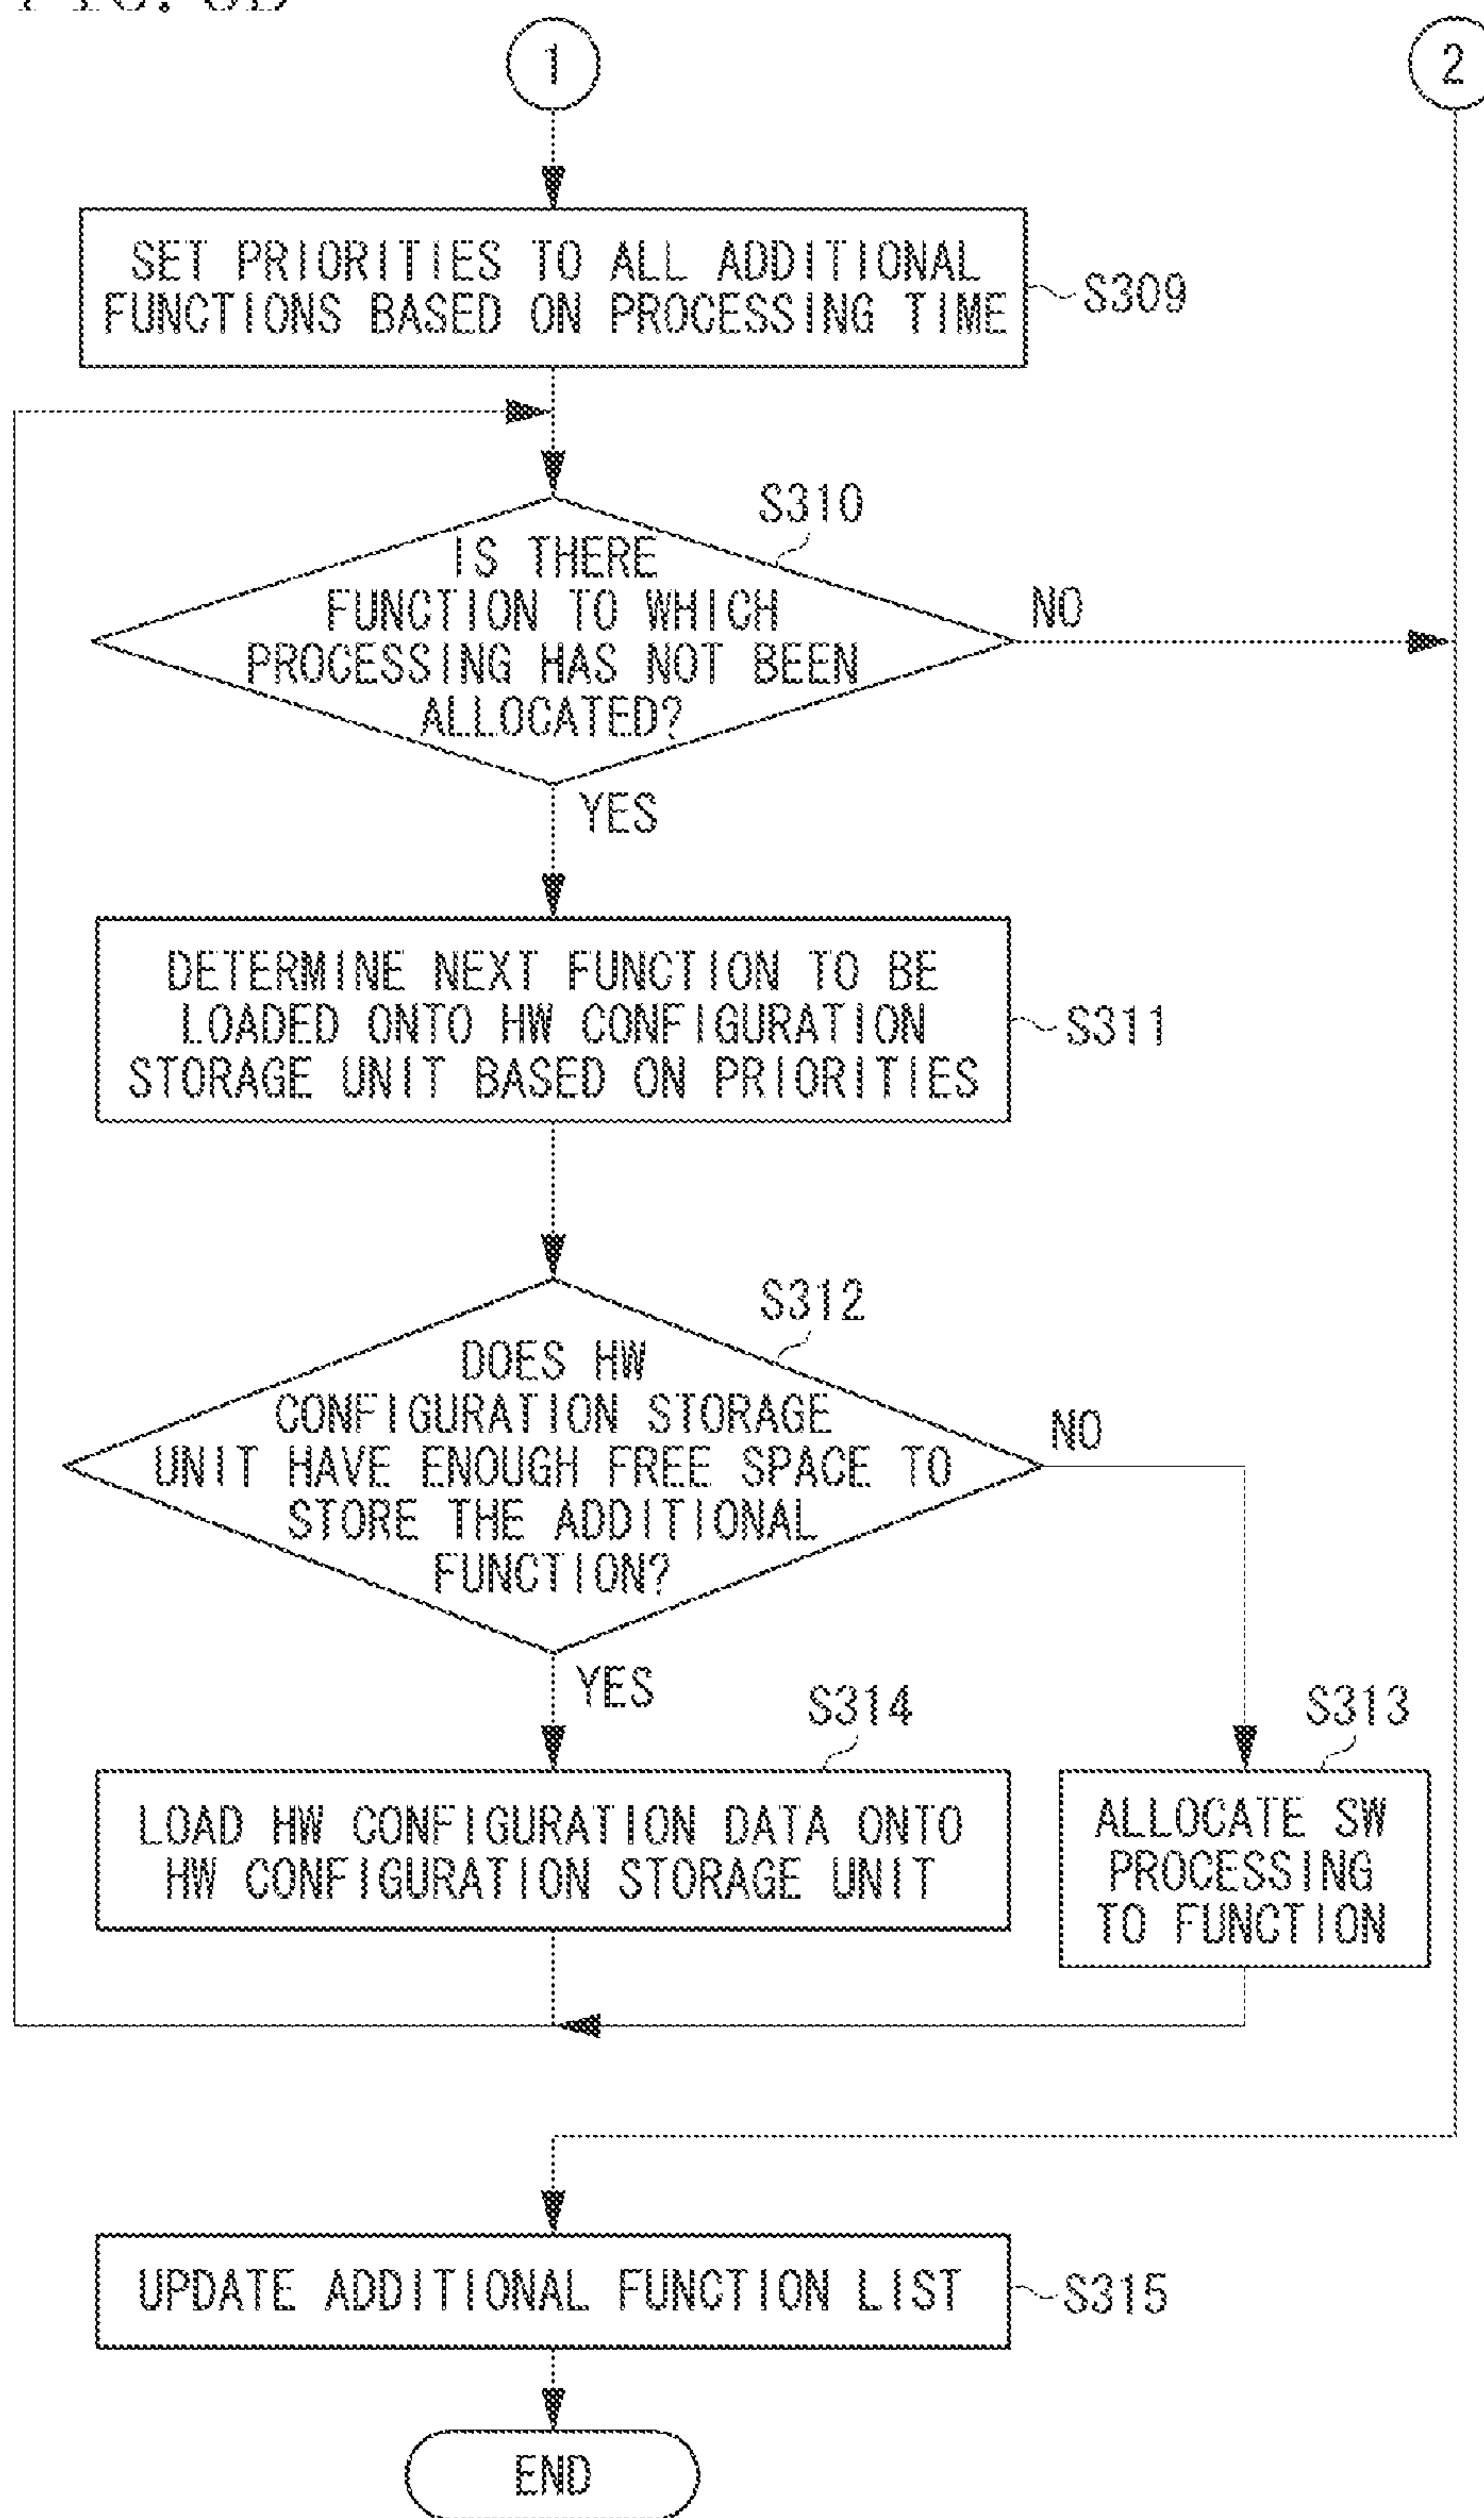 1
2
SET PRIORITIES TO ALL ADDITIONAL
FUNCTIONS BASED ON PROCESSING TIME
S309
S310
IS THERE
FUNCTION TO WHICH
PROCESSING HAS NOT BEEN
ALLOCATED?
NO
YES
DETERMINE NEXT FUNCTION TO BE
LOADED ONTO HW CONFIGURATION
STORAGE UNIT BASED ON PRIORITIES
S311
S312
DOES HW
CONFIGURATION STORAGE
UNIT HAVE ENOUGH FREE SPACE TO
STORE THE ADDITIONAL
FUNCTION?
NO
YES
S314
LOAD HW CONFIGURATION DATA ONTO
HW CONFIGURATION STORAGE UNIT
S313
ALLOCATE SW
PROCESSING
TO FUNCTION
UPDATE ADDITIONAL FUNCTION LIST
S315
END